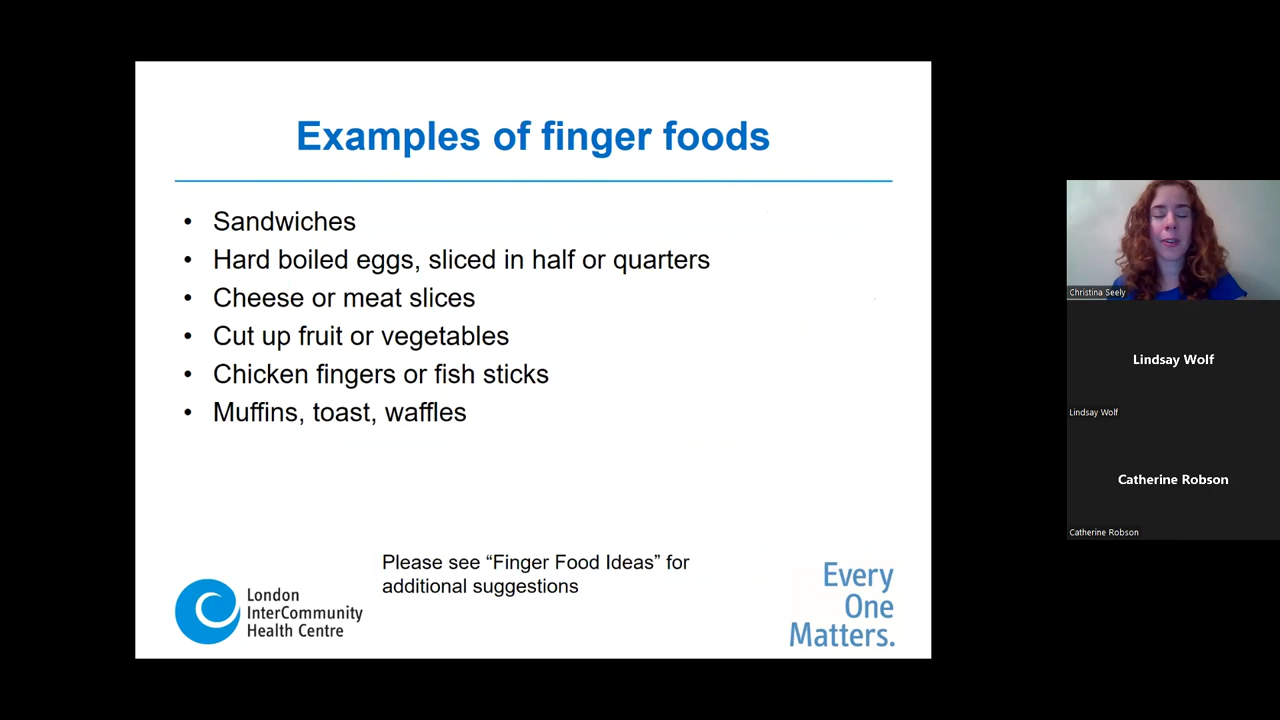 Examples of finger foods
• Sandwiches
• Hard boiled eggs, sliced in half or quarters
• Cheese or meat slices
• Cut up fruit or vegetables
• Chicken fingers or fish sticks
• Muffins, toast, waffles
Please see “Finger Food Ideas” for
additional suggestions
London
InterCommunity
Health Centre
Every
One
Matters.
Christina Seely
Lindsay Wolf
Lindsay Wolf
Catherine Robson
Catherine Robson